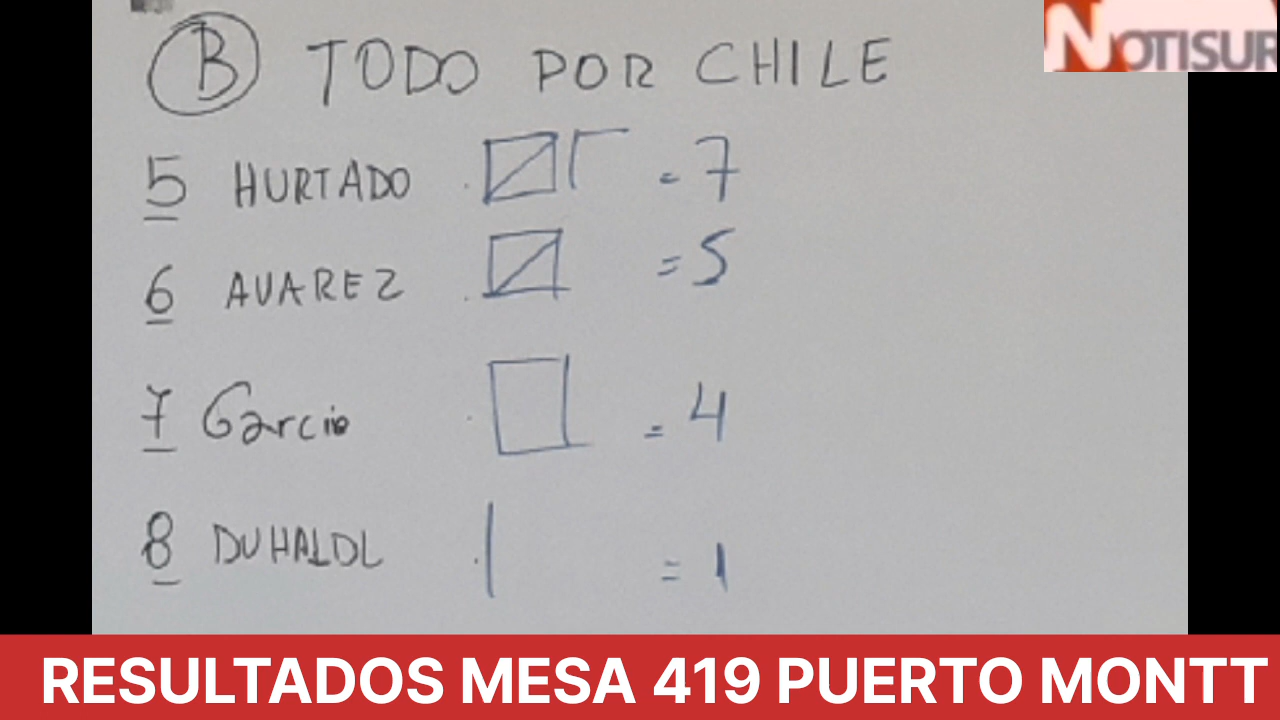 NOTISUR
B TODO POR CHILE
5 HURTADO = 7
6 AVAREZ = 5
7 Garcia = 4
8 DUHALDE = 1
RESULTADOS MESA 419 PUERTO MONTT